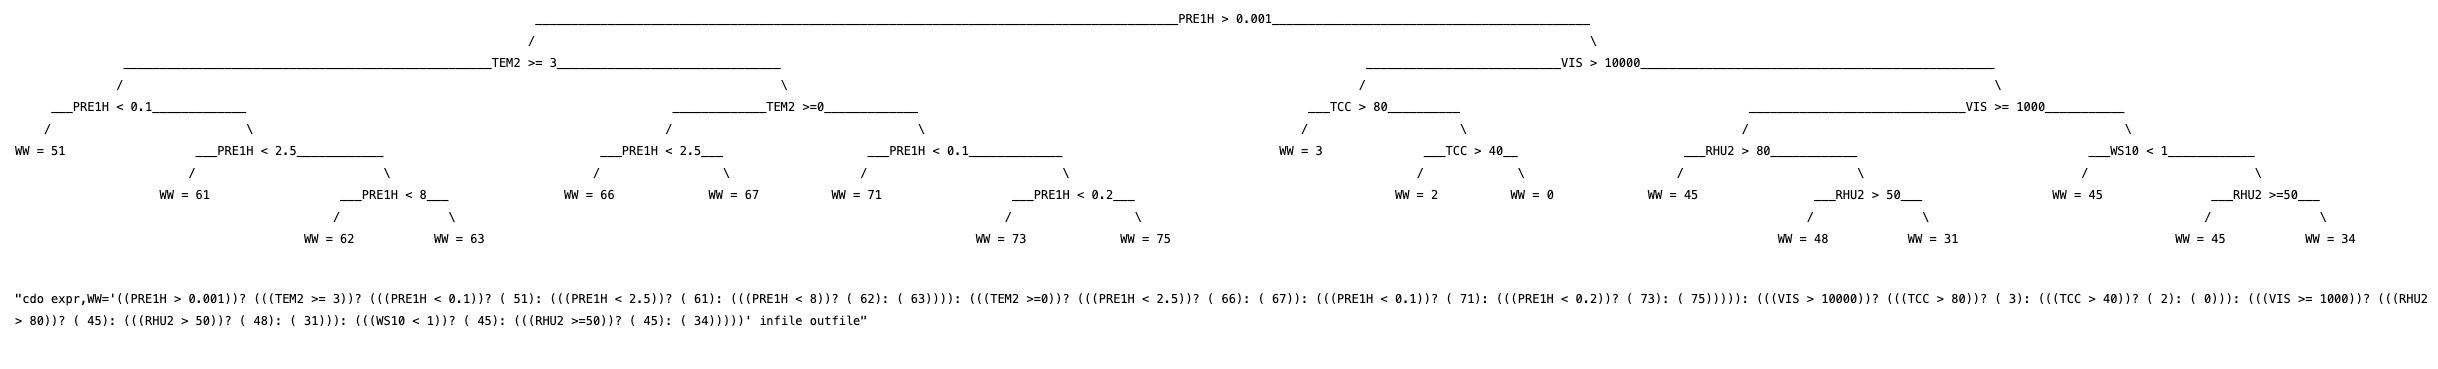 PRE1H > 0.001
/ \
TEM2 >= 3 VIS > 10000
/ \ / \
PRE1H < 0.1 TEM2 >=0 TCC > 80 VIS >= 1000
/ \ / \ / \ / \
WW = 51 PRE1H < 2.5 PRE1H < 2.5 PRE1H < 0.1 WW = 3 TCC > 40 RHU2 > 80 WS10 < 1
/ \ / \ / \ / \ / \ / \
WW = 61 PRE1H < 8 WW = 66 WW = 67 WW = 71 PRE1H < 0.2 WW = 2 WW = 0 WW = 45 RHU2 > 50 WW = 45 RHU2 >=50
/ \ / \ / \ / \
WW = 62 WW = 63 WW = 73 WW = 75 WW = 48 WW = 31 WW = 45 WW = 34
"cdo expr,WW='((PRE1H > 0.001))? (((TEM2 >= 3))? (((PRE1H < 0.1))? ( 51): (((PRE1H < 2.5))? ( 61): (((PRE1H < 8))? ( 62): ( 63)))): (((TEM2 >=0))? (((PRE1H < 2.5))? ( 66): ( 67)): (((PRE1H < 0.1))? ( 71): (((PRE1H < 0.2))? ( 73): ( 75))))): (((VIS > 10000))? (((TCC > 80))? ( 3): (((TCC > 40))? ( 2): ( 0))): (((VIS >= 1000))? (((RHU2
> 80))? ( 45): (((RHU2 > 50))? ( 48): ( 31))): (((WS10 < 1))? ( 45): (((RHU2 >=50))? ( 45): ( 34)))))' infile outfile"